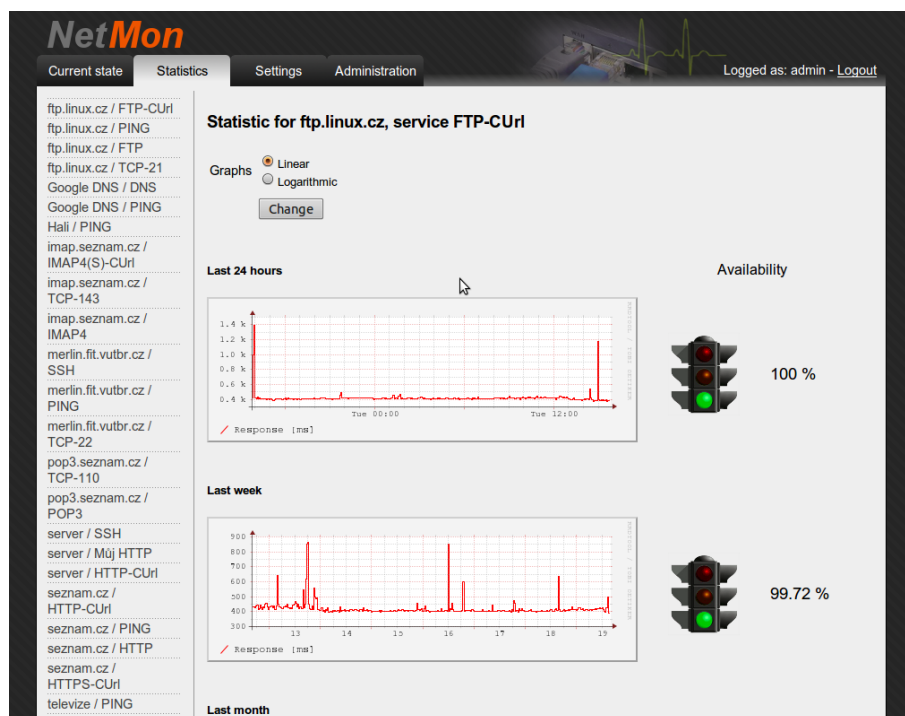 NetMon
Current state
Statistics
Settings
Administration
Logged as: admin - Logout
ftp.linux.cz / FTP-CUrl
ftp.linux.cz / PING
ftp.linux.cz / FTP
ftp.linux.cz / TCP-21
Google DNS / DNS
Google DNS / PING
Hali / PING
imap.seznam.cz /
IMAP4(S)-CUrl
imap.seznam.cz /
TCP-143
imap.seznam.cz /
IMAP4
merlin.fit.vutbr.cz /
SSH
merlin.fit.vutbr.cz /
PING
merlin.fit.vutbr.cz /
TCP-22
pop3.seznam.cz /
TCP-110
pop3.seznam.cz /
POP3
server / SSH
server / Můj HTTP
server / HTTP-CUrl
seznam.cz /
HTTP-CUrl
seznam.cz / PING
seznam.cz / HTTP
seznam.cz /
HTTPS-CUrl
televize / PING
Statistic for ftp.linux.cz, service FTP-CUrl
Graphs
Linear
Logarithmic
Change
Last 24 hours
Availability
1.4 k
1.2 k
1.0 k
0.8 k
0.6 k
0.4 k
Tue 00:00
Tue 12:00
Response [ms]
RRDTOOL / TOBI OETIKER
100 %
Last week
900
800
700
600
500
400
300
13
14
15
16
17
18
19
Response [ms]
RRDTOOL / TOBI OETIKER
99.72 %
Last month